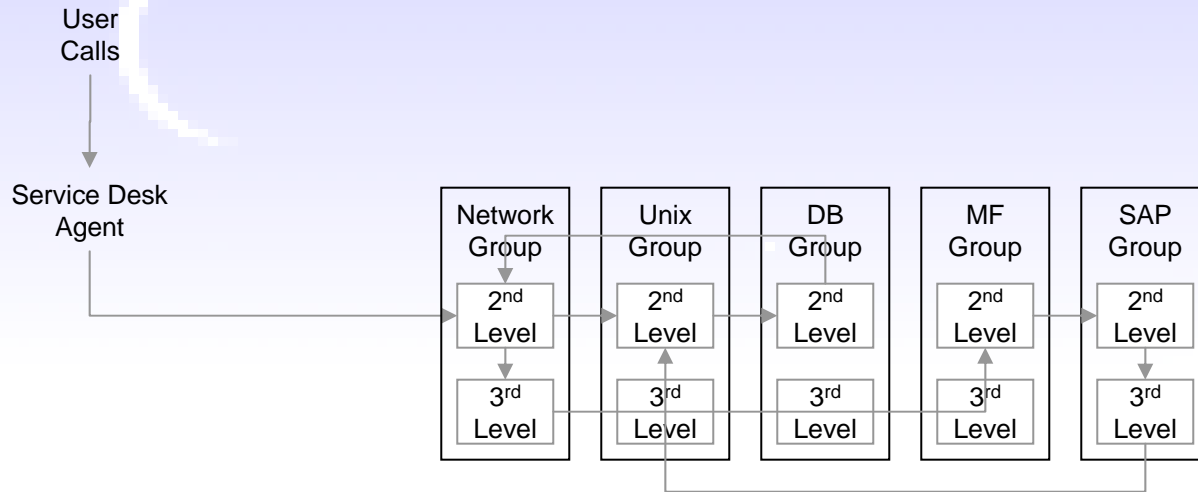 User
Calls
Service Desk
Agent
Network
Group
2nd
Level
3rd
Level
Unix
Group
2nd
Level
3rd
Level
DB
Group
2nd
Level
3rd
Level
MF
Group
2nd
Level
3rd
Level
SAP
Group
2nd
Level
3rd
Level